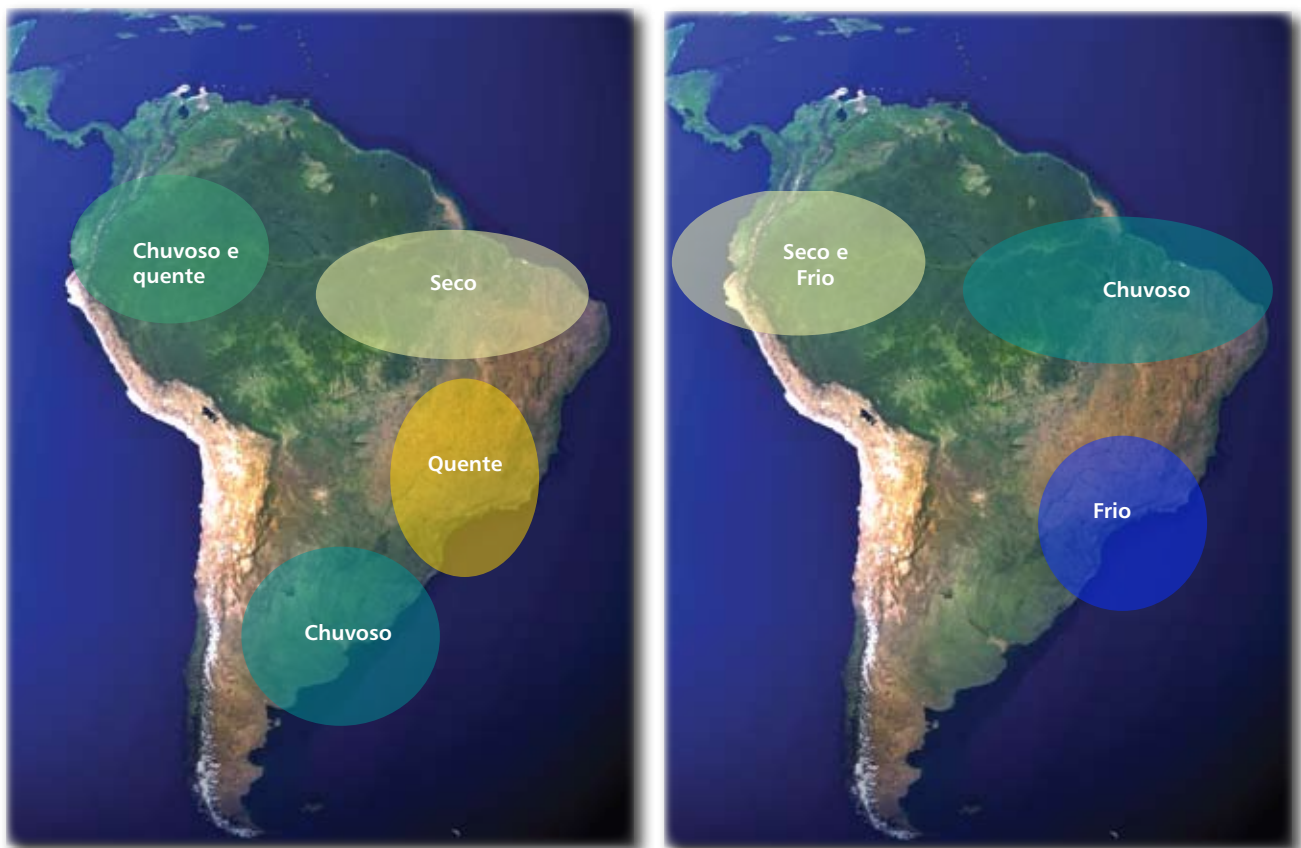 Chuvoso e
quente
Seco
Quente
Chuvoso
Seco e
Frio
Chuvoso
Frio